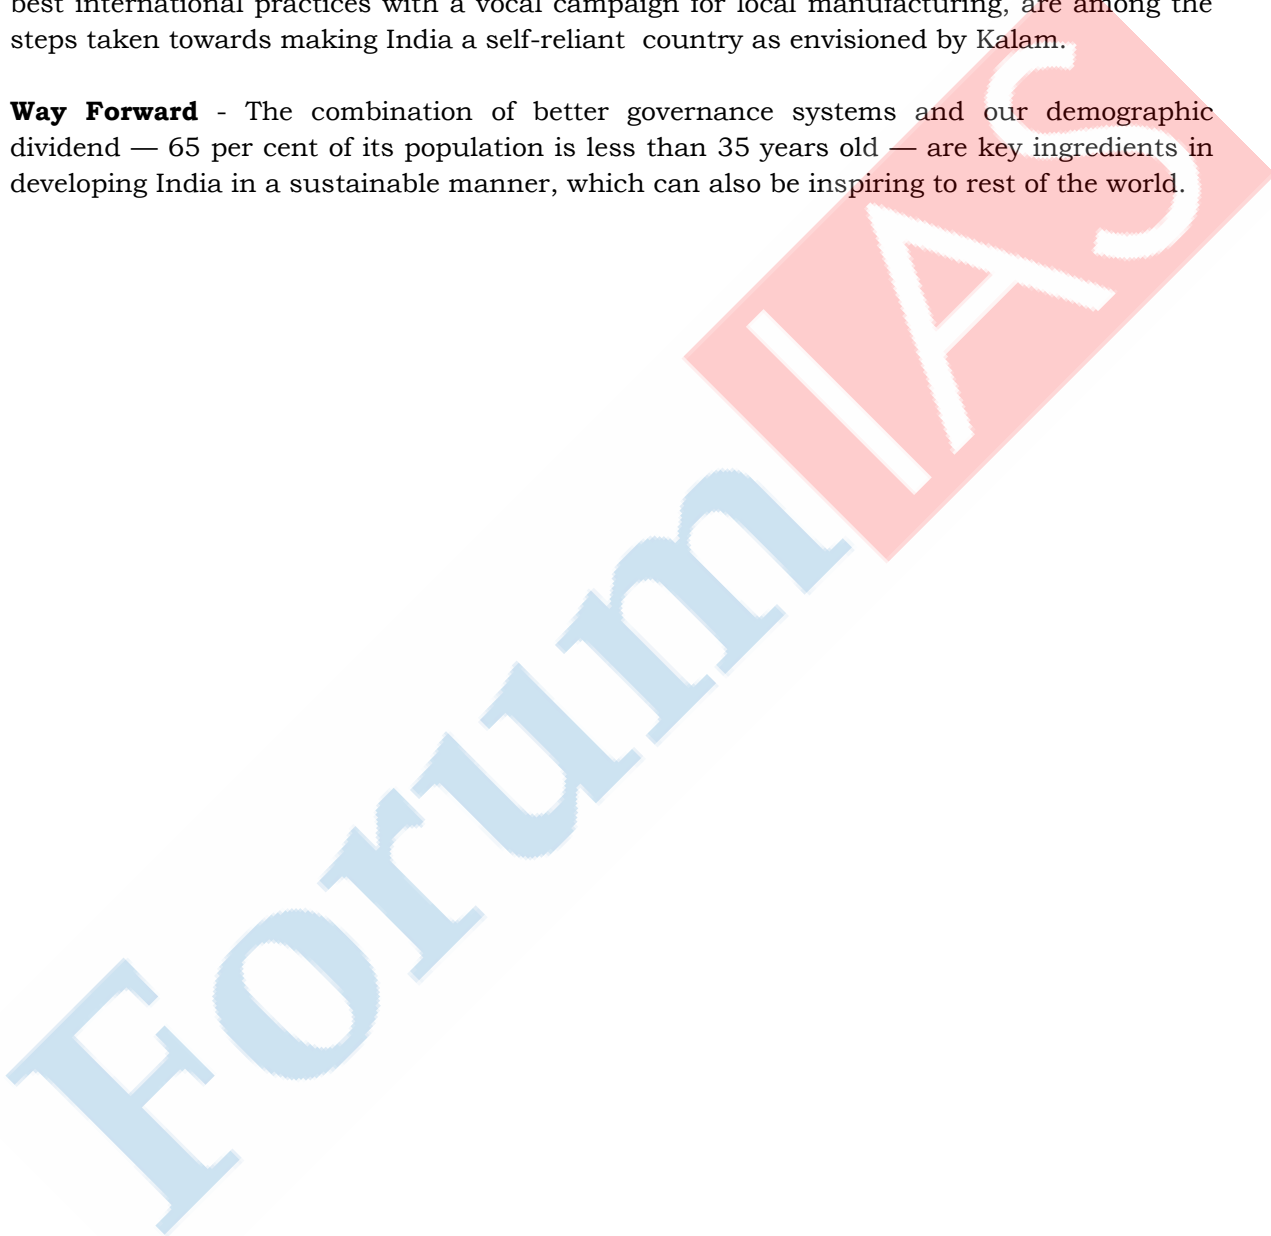 best international practices with a vocal campaign for local manufacturing, are among the
steps taken towards making India a self-reliant  country as envisioned by Kalam.
Way Forward - The combination of better governance systems and our demographic
dividend — 65 per cent of its population is less than 35 years old — are key ingredients in
developing India in a sustainable manner, which can also be inspiring to rest of the world.
ForumIAS